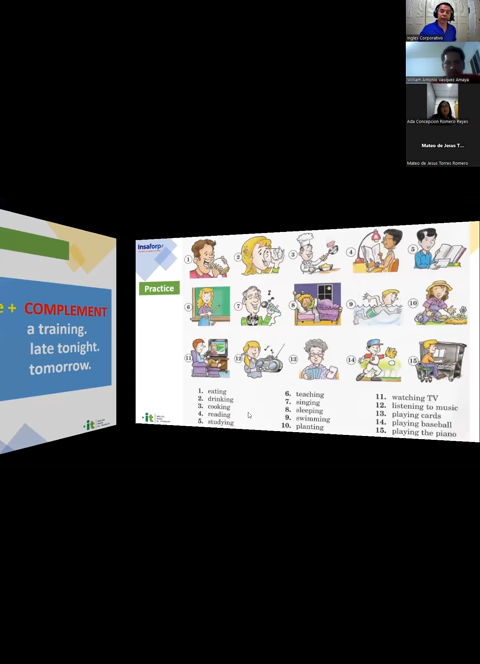 Ingles Corporativo
William Antonio Vasquez Amaya
Ada Concepcion Romero Reyes
Mateo de Jesus T...
Mateo de Jesus Torres Romero
e + COMPLEMENT
a training.
late tonight.
tomorrow.
it
Insaforp
Practice
1
2
3
4
5
6
7
8
9
10
11
12
13
14
15
1. eating
2. drinking
3. cooking
4. reading
5. studying
6. teaching
7. singing
8. sleeping
9. swimming
10. planting
11. watching TV
12. listening to music
13. playing cards
14. playing baseball
15. playing the piano
it